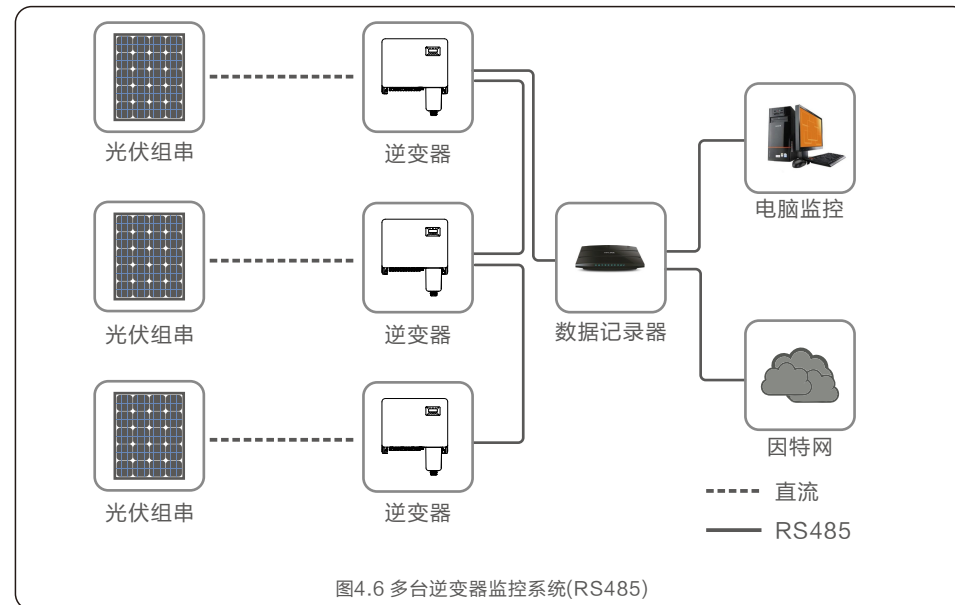 光伏组串
逆变器
电脑监控
光伏组串
逆变器
数据记录器
因特网
光伏组串
逆变器
直流
RS485
图4.6 多台逆变器监控系统(RS485)